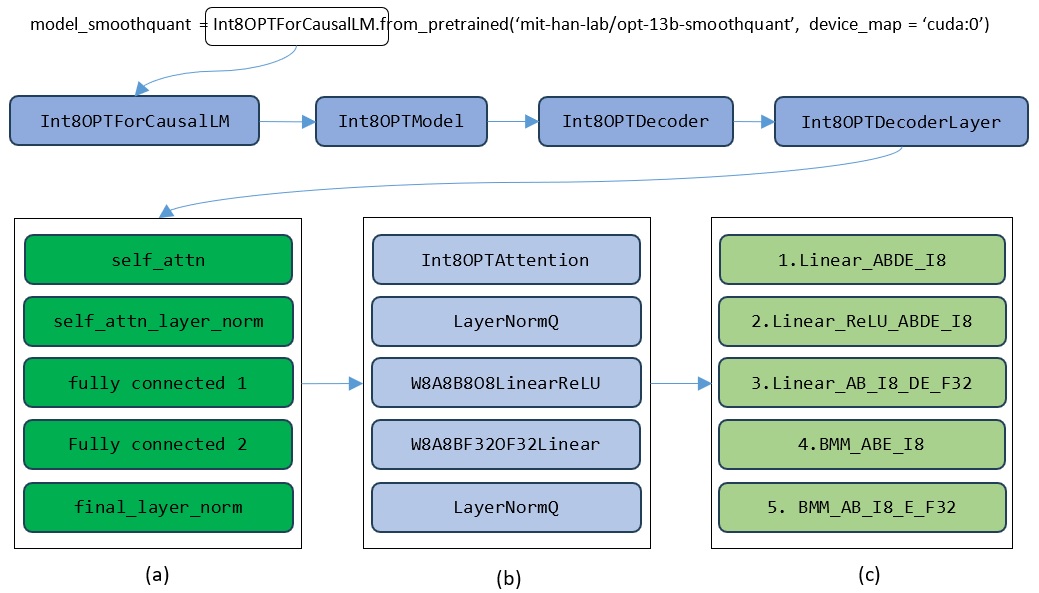 model_smoothquant = Int8OPTForCausalLM.from_pretrained(‘mit-han-lab/opt-13b-smoothquant’, device_map = ‘cuda:0’)
Int8OPTForCausalLM
Int8OPTModel
Int8OPTDecoder
Int8OPTDecoderLayer
self_attn
self_attn_layer_norm
fully connected 1
Fully connected 2
final_layer_norm
(a)
Int8OPTAttention
LayerNormQ
W8A8B8O8LinearReLU
W8A8BF32OF32Linear
LayerNormQ
(b)
1.Linear_ABDE_I8
2.Linear_ReLU_ABDE_I8
3.Linear_AB_I8_DE_F32
4.BMM_ABE_I8
5. BMM_AB_I8_E_F32
(c)